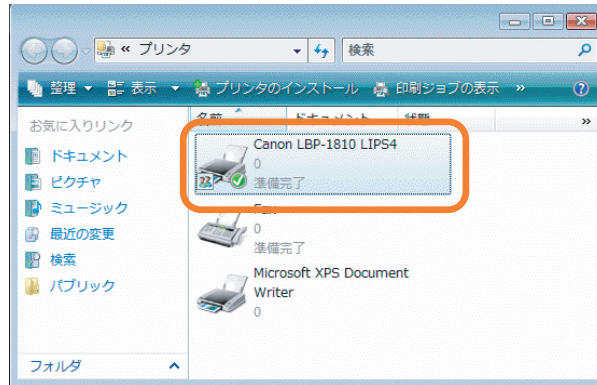 « プリンタ
検索
整理
表示
プリンタのインストール
印刷ジョブの表示
»
お気に入りリンク
ドキュメント
ピクチャ
ミュージック
最近の変更
検索
パブリック
フォルダ
名前
ドキュメント
状態
»
Canon LBP-1810 LIPS4
0
準備完了
Fax
0
準備完了
Microsoft XPS Document
Writer
0